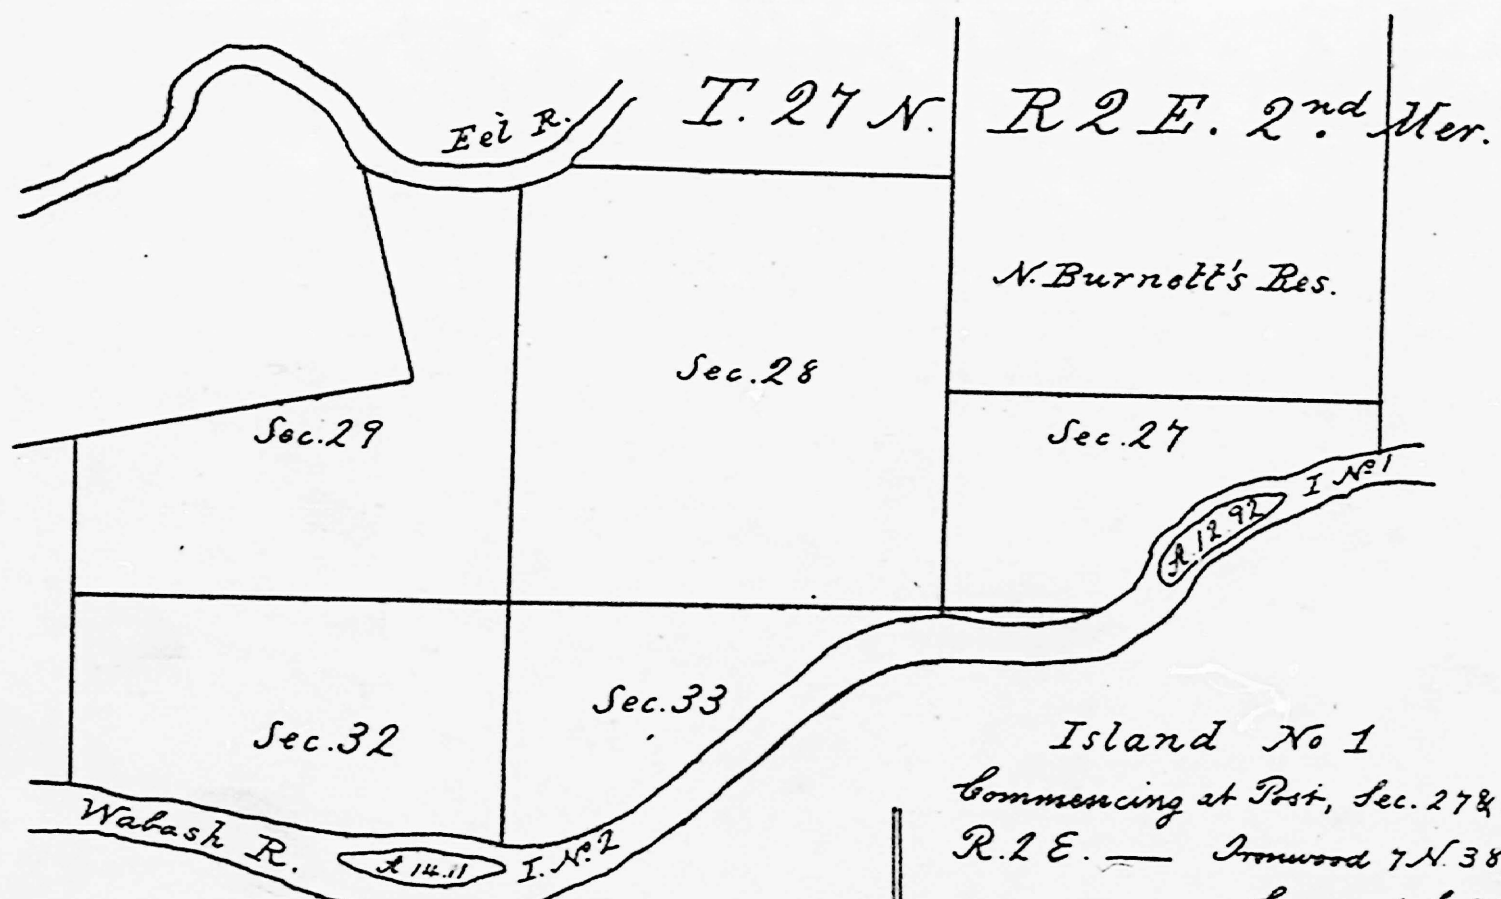 T. 27 N. R 2 E. 2nd Mer.
Eel R.
N. Burnett's Res.
Sec. 28
Sec. 29
Sec. 27
I No 1
A. 12.92
Sec. 33
Sec. 32
Island No 1
Commencing at Post, Sec. 27 &
Wabash R.
A 14.11
I. No. 2
R. 2 E. — Ironwood 7 N. 38